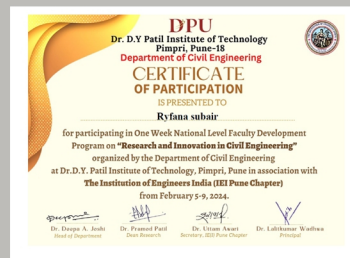 DPU
Dr. D.Y Patil Institute of Technology
Pimpri, Pune-18
Department of Civil Engineering
CERTIFICATE
OF PARTICIPATION
IS PRESENTED TO
Ryfana subair
for participating in One Week National Level Faculty Development
Program on “Research and Innovation in Civil Engineering”
organized by the Department of Civil Engineering
at Dr.D.Y. Patil Institute of Technology, Pimpri, Pune in association with
The Institution of Engineers India (IEI Pune Chapter)
from February 5-9, 2024.
Dr. Deepa A. Joshi Dr. Pramod Patil Dr. Uttam Awari Dr. Lalitkumar Wadhwa
Head of Department Dean Research Secretary, IEI Pune Chapter Principal